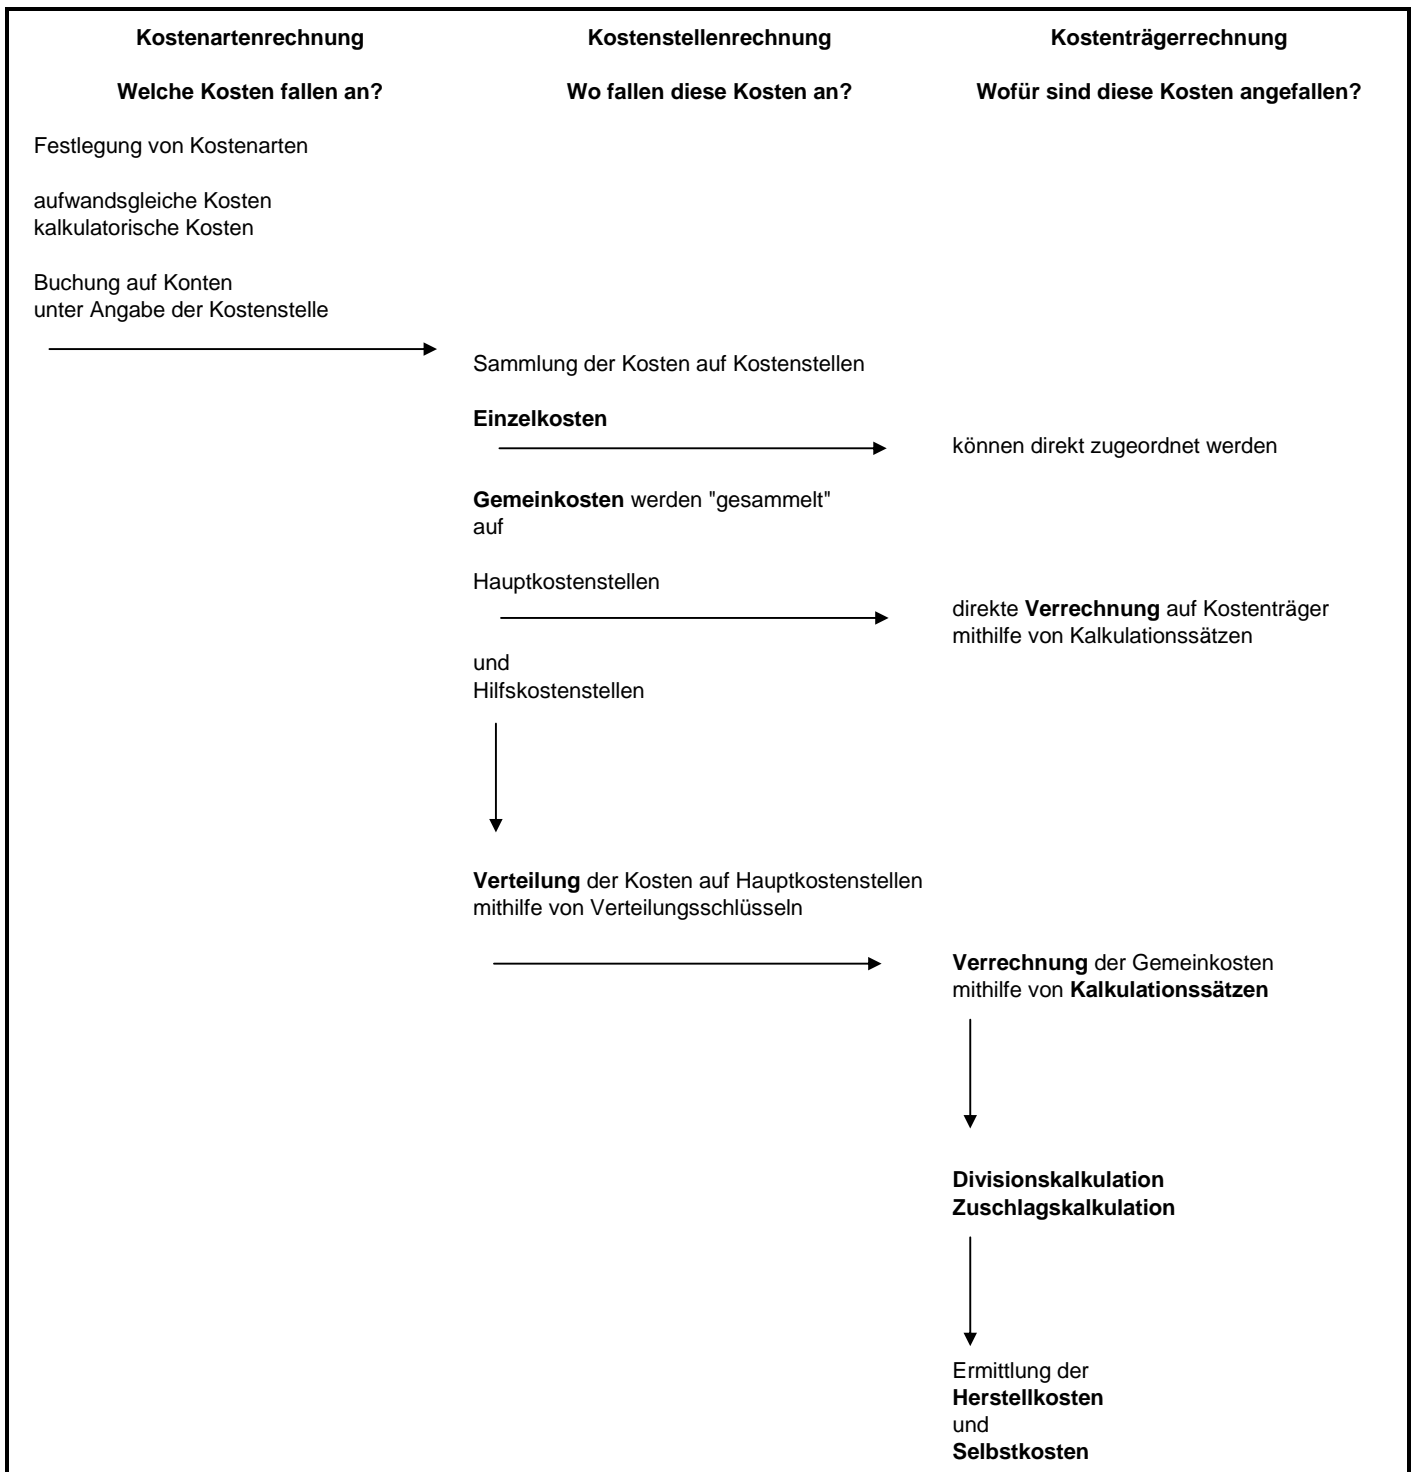 Kostenartenrechnung
Kostenstellenrechnung
Kostenträgerrechnung
Welche Kosten fallen an?
Wo fallen diese Kosten an?
Wofür sind diese Kosten angefallen?
Festlegung von Kostenarten
aufwandsgleiche Kosten
kalkulatorische Kosten
Buchung auf Konten
unter Angabe der Kostenstelle
Sammlung der Kosten auf Kostenstellen
Einzelkosten
können direkt zugeordnet werden
Gemeinkosten werden "gesammelt"
auf
Hauptkostenstellen
direkte Verrechnung auf Kostenträger
mithilfe von Kalkulationssätzen
und
Hilfskostenstellen
Verteilung der Kosten auf Hauptkostenstellen
mithilfe von Verteilungsschlüsseln
Verrechnung der Gemeinkosten
mithilfe von Kalkulationssätzen
Divisionskalkulation
Zuschlagskalkulation
Ermittlung der
Herstellkosten
und
Selbstkosten